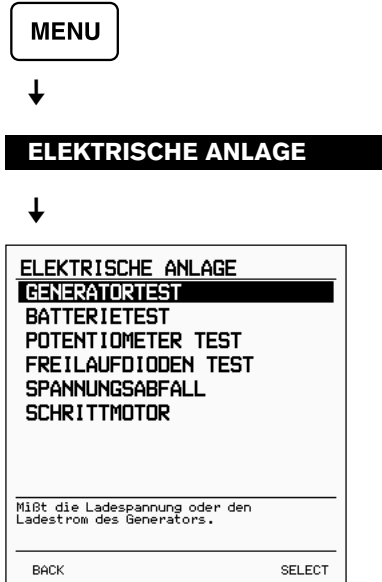 MENU
ELEKTRISCHE ANLAGE
ELEKTRISCHE ANLAGE
GENERATORTEST
BATTERIETEST
POTENTIOMETER TEST
FREILAUFDIODEN TEST
SPANNUNGSABFALL
SCHRITTMOTOR
Mißt die Ladespannung oder den
Ladestrom des Generators.
BACK SELECT